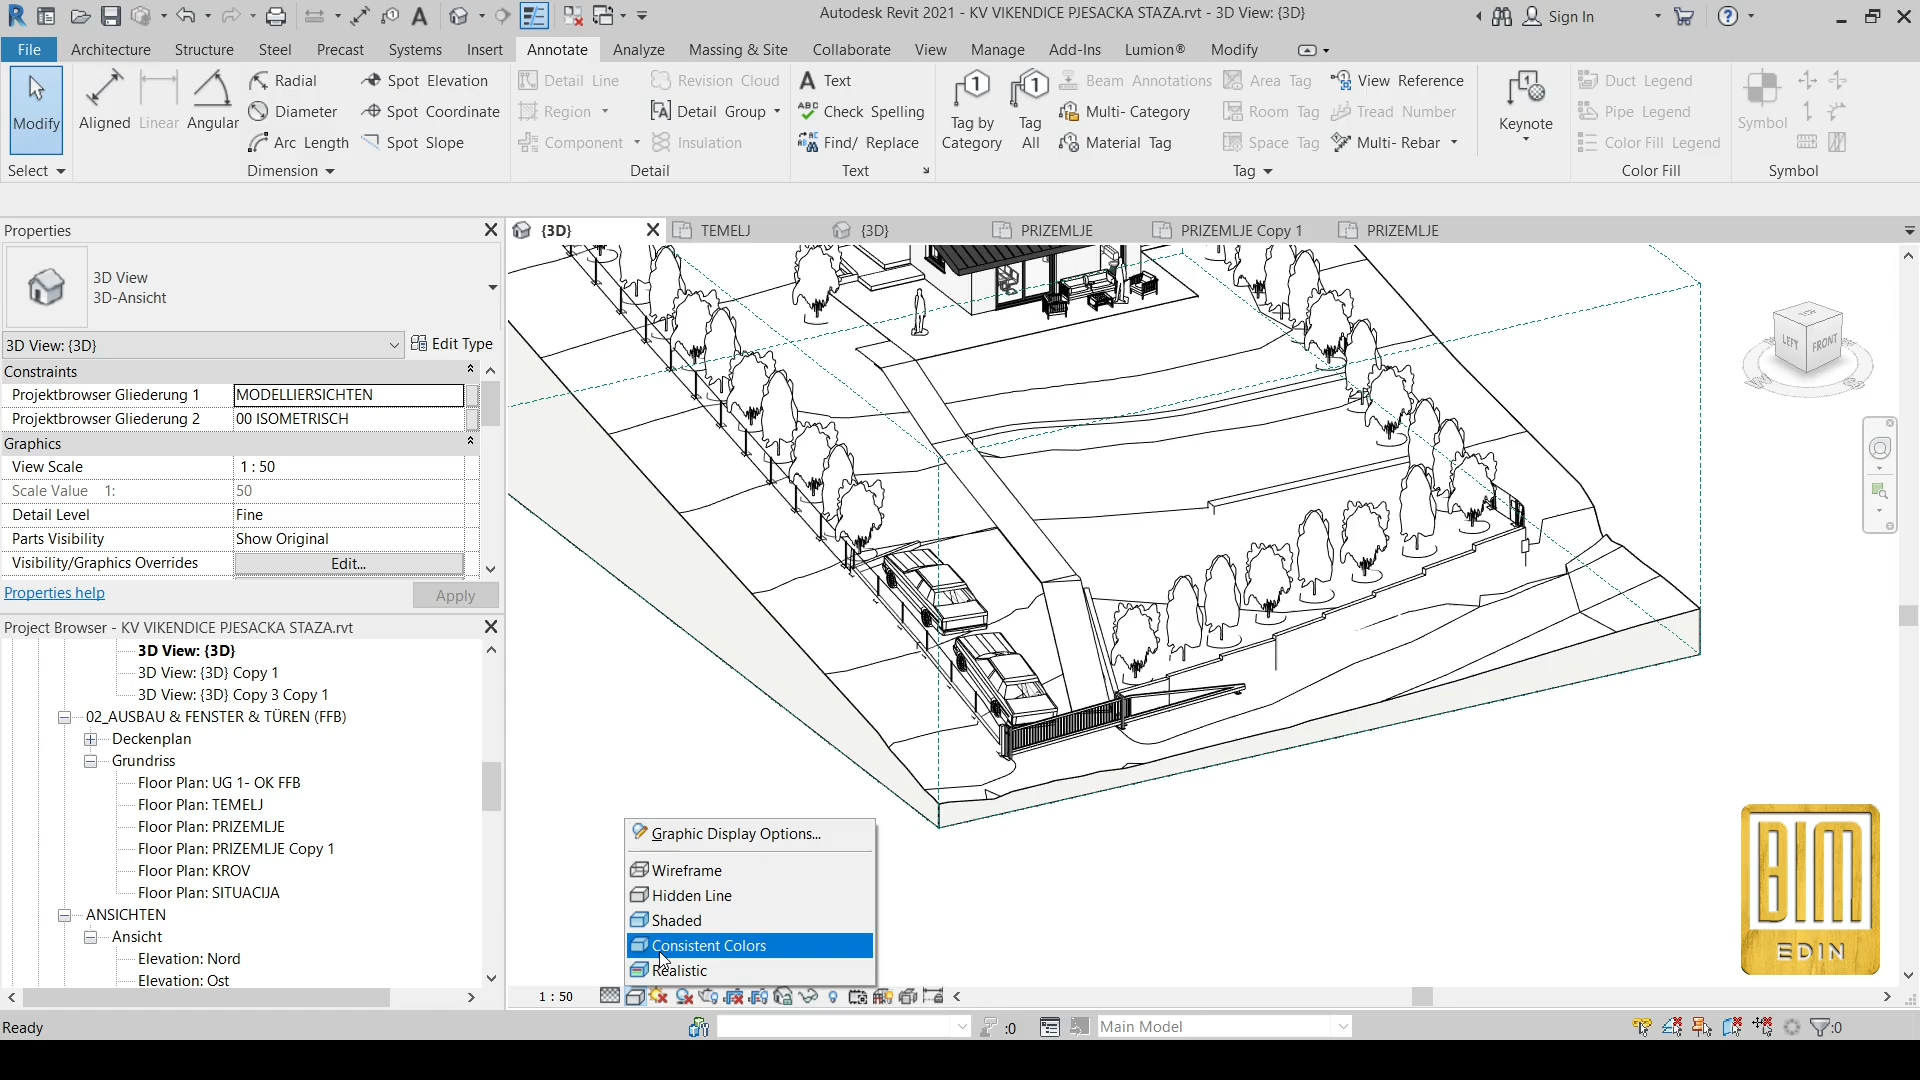 Autodesk Revit 2021 - KV VIKENDICE PJESACKA STAZA.rvt - 3D View: {3D}
Sign In
File Architecture Structure Steel Precast Systems Insert Annotate Analyze Massing & Site Collaborate View Manage Add-Ins Lumion® Modify
Modify
Select
Aligned
Linear
Angular
Radial
Diameter
Arc Length
Spot Elevation
Spot Coordinate
Spot Slope
Dimension
Detail Line
Region
Component
Revision Cloud
Detail Group
Insulation
Detail
Text
Check Spelling
Find/ Replace
Text
Tag by
Category
Tag
All
Beam Annotations
Multi- Category
Material Tag
Area Tag
Room Tag
Space Tag
View Reference
Tread Number
Multi- Rebar
Tag
Keynote
Duct Legend
Pipe Legend
Color Fill Legend
Color Fill
Symbol
Symbol
Properties
3D View
3D-Ansicht
3D View: {3D}
Edit Type
Constraints
Projektbrowser Gliederung 1 MODELLIERSICHTEN
Projektbrowser Gliederung 2 00 ISOMETRISCH
Graphics
View Scale 1 : 50
Scale Value 1: 50
Detail Level Fine
Parts Visibility Show Original
Visibility/Graphics Overrides Edit...
Properties help
Apply
Project Browser - KV VIKENDICE PJESACKA STAZA.rvt
3D View: {3D}
3D View: {3D} Copy 1
3D View: {3D} Copy 3 Copy 1
02_AUSBAU & FENSTER & TÜREN (FFB)
Deckenplan
Grundriss
Floor Plan: UG 1- OK FFB
Floor Plan: TEMELJ
Floor Plan: PRIZEMLJE
Floor Plan: PRIZEMLJE Copy 1
Floor Plan: KROV
Floor Plan: SITUACIJA
ANSICHTEN
Ansicht
Elevation: Nord
Elevation: Ost
{3D} TEMELJ {3D} PRIZEMLJE PRIZEMLJE Copy 1 PRIZEMLJE
TOP
LEFT
FRONT
Graphic Display Options...
Wireframe
Hidden Line
Shaded
Consistent Colors
Realistic
1 : 50
BIM
EDIN
Ready
:0
Main Model
:0